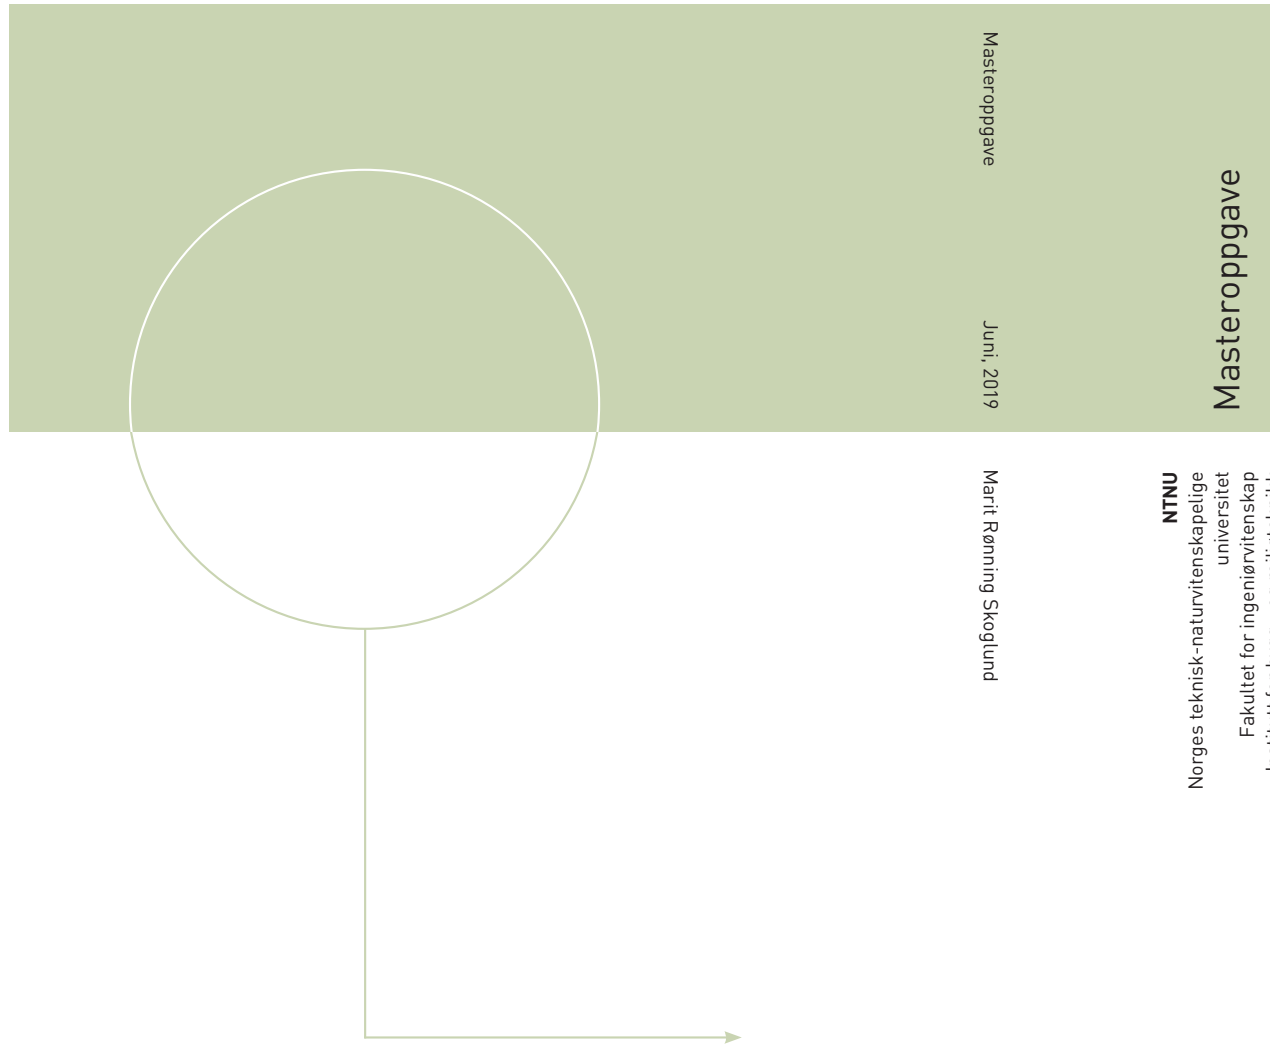 Masteroppgave
Juni, 2019
Marit Rønning Skoglund
Masteroppgave
NTNU
Norges teknisk-naturvitenskapelige
universitet
Fakultet for ingeniørvitenskap